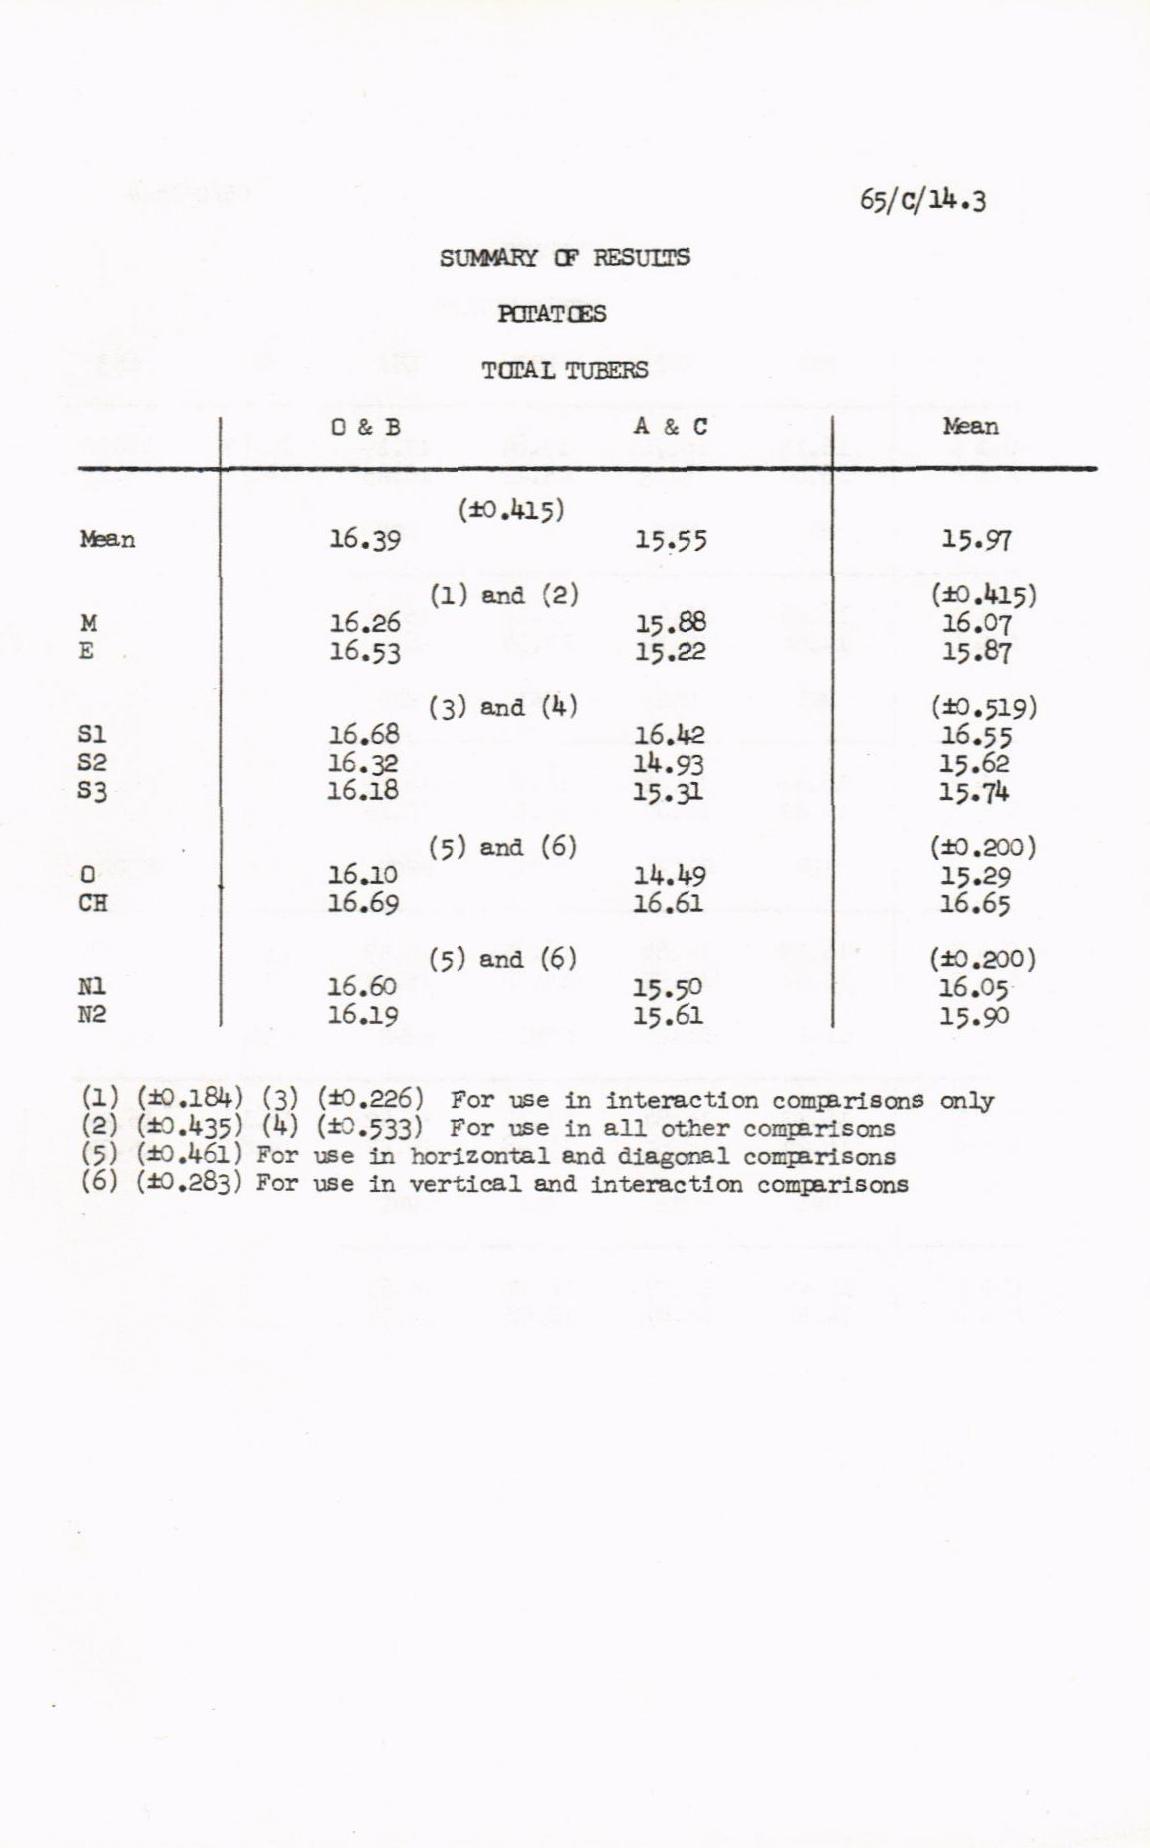 65/C/14.3
SUMMARY OF RESULTS
POTATOES
TOTAL TUBERS
O & B A & C Mean
(±0.415)
Mean 16.39 15.55 15.97
(1) and (2) (±0.415)
M 16.26 15.88 16.07
E 16.53 15.22 15.87
(3) and (4) (±0.519)
S1 16.68 16.42 16.55
S2 16.32 14.93 15.62
S3 16.18 15.31 15.74
(5) and (6) (±0.200)
O 16.10 14.49 15.29
CH 16.69 16.61 16.65
(5) and (6) (±0.200)
N1 16.60 15.50 16.05
N2 16.19 15.61 15.90
(1) (±0.184) (3) (±0.226) For use in interaction comparisons only
(2) (±0.435) (4) (±0.533) For use in all other comparisons
(5) (±0.461) For use in horizontal and diagonal comparisons
(6) (±0.283) For use in vertical and interaction comparisons